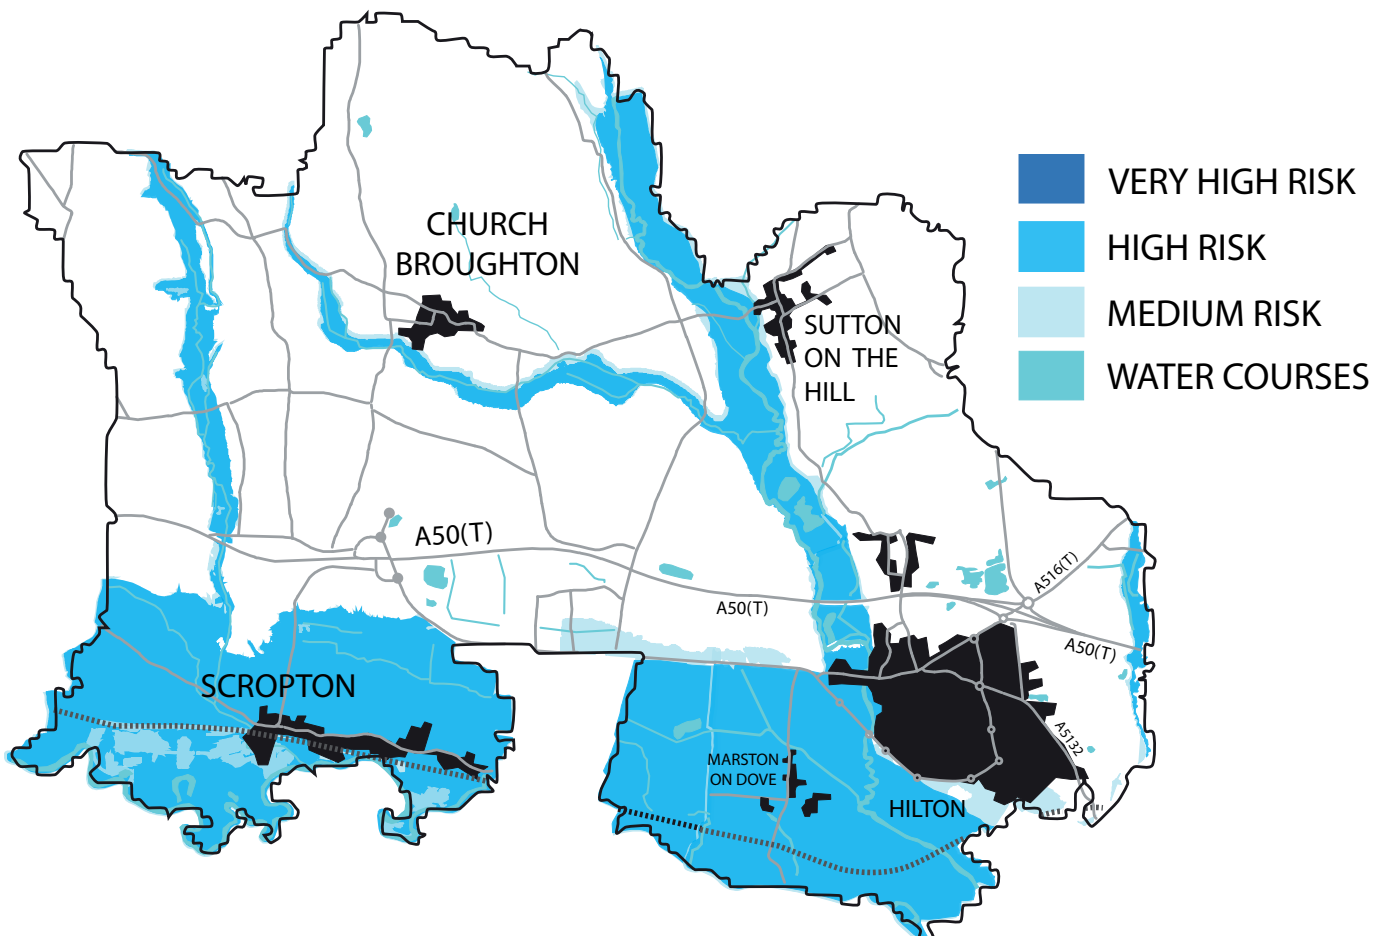 CHURCH
BROUGHTON
SUTTON
ON THE
HILL
VERY HIGH RISK
HIGH RISK
MEDIUM RISK
WATER COURSES
A50(T)
A50(T)
A516(T)
A50(T)
SCROPTON
A5132
MARSTON
ON DOVE
HILTON